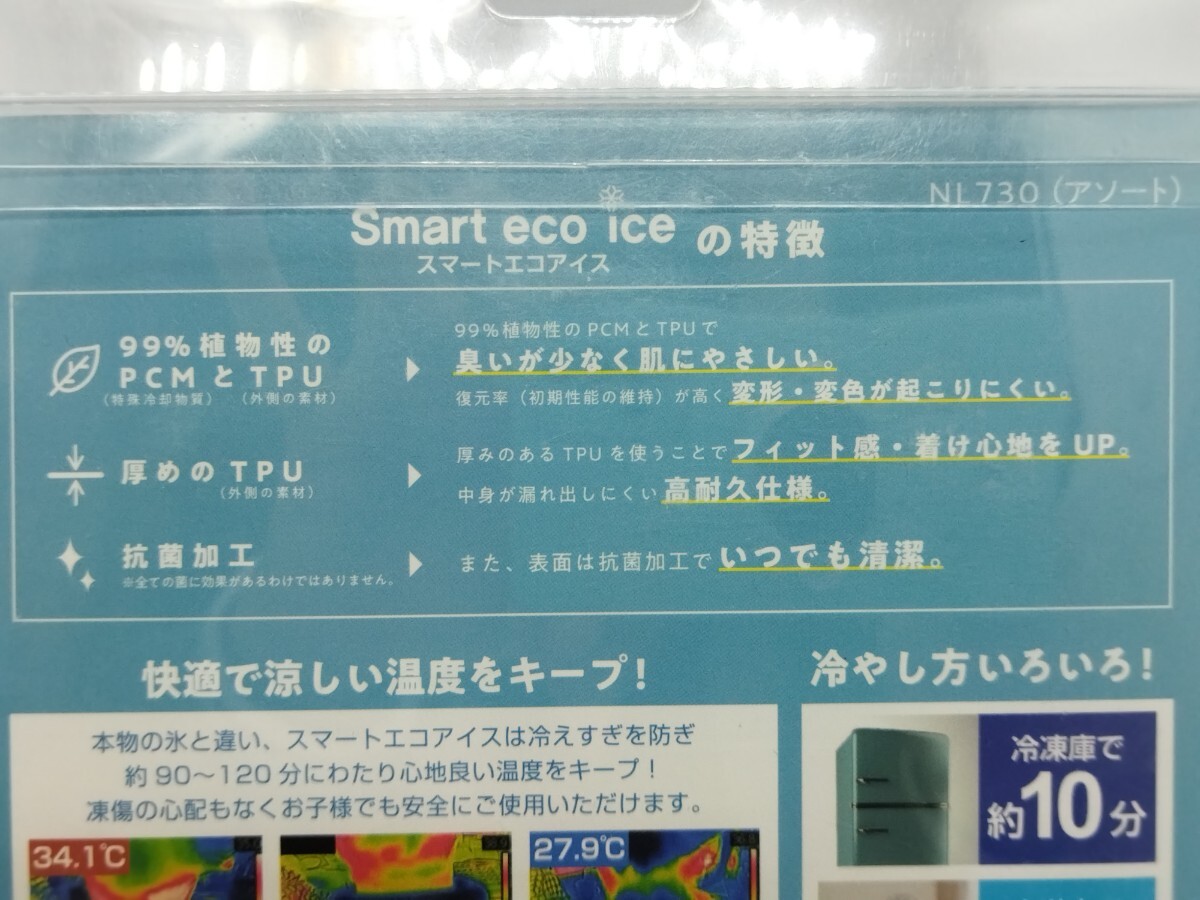 NL730（アソート）
Smart eco iceの特徴
スマートエコアイス
99%植物性の
PCMとTPU
（特殊冷却物質）（外側の素材）
99%植物性のPCMとTPUで
臭いが少なく肌にやさしい。
復元率（初期性能の維持）が高く変形・変色が起こりにくい。
厚めのTPU
（外側の素材）
厚みのあるTPUを使うことでフィット感・着け心地をUP。
中身が漏れ出しにくい高耐久仕様。
抗菌加工
※全ての菌に効果があるわけではありません。
また、表面は抗菌加工でいつでも清潔。
快適で涼しい温度をキープ！
本物の氷と違い、スマートエコアイスは冷えすぎを防ぎ
約90〜120分にわたり心地良い温度をキープ！
凍傷の心配もなくお子様でも安全にご使用いただけます。
34.1℃
27.9℃
冷やし方いろいろ！
冷凍庫で
約10分